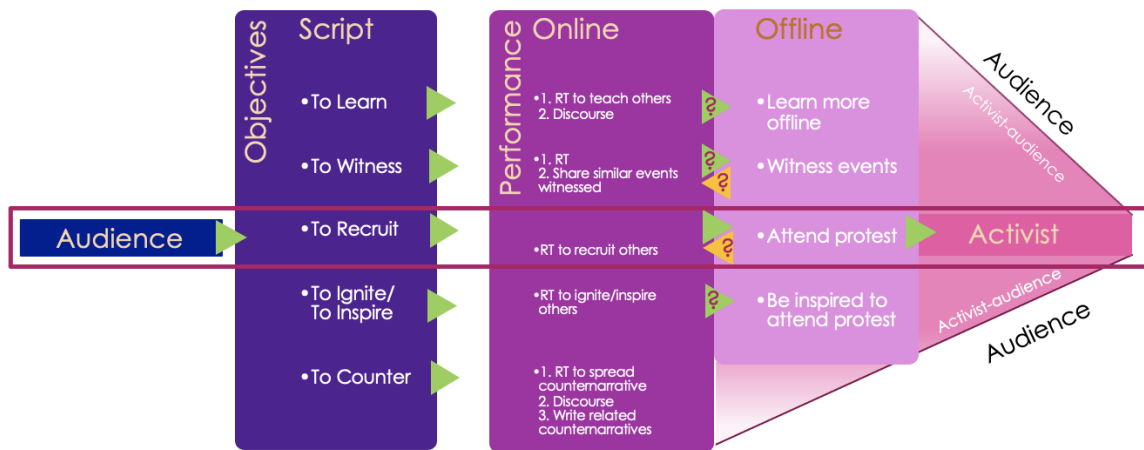 Objectives
Script
•To Learn
•To Witness
•To Recruit
•To Ignite/
To Inspire
•To Counter
Audience
Performance
Online
•1. RT to teach others
2. Discourse
•1. RT
2. Share similar events
witnessed
•RT to recruit others
•RT to ignite/inspire
others
•1. RT to spread
counternarrative
2. Discourse
3. Write related
counternarratives
?
?
?
?
?
Offline
•Learn more
offline
•Witness events
•Attend protest
•Be inspired to
attend protest
Audience
Activist-audience
Activist
Activist-audience
Audience